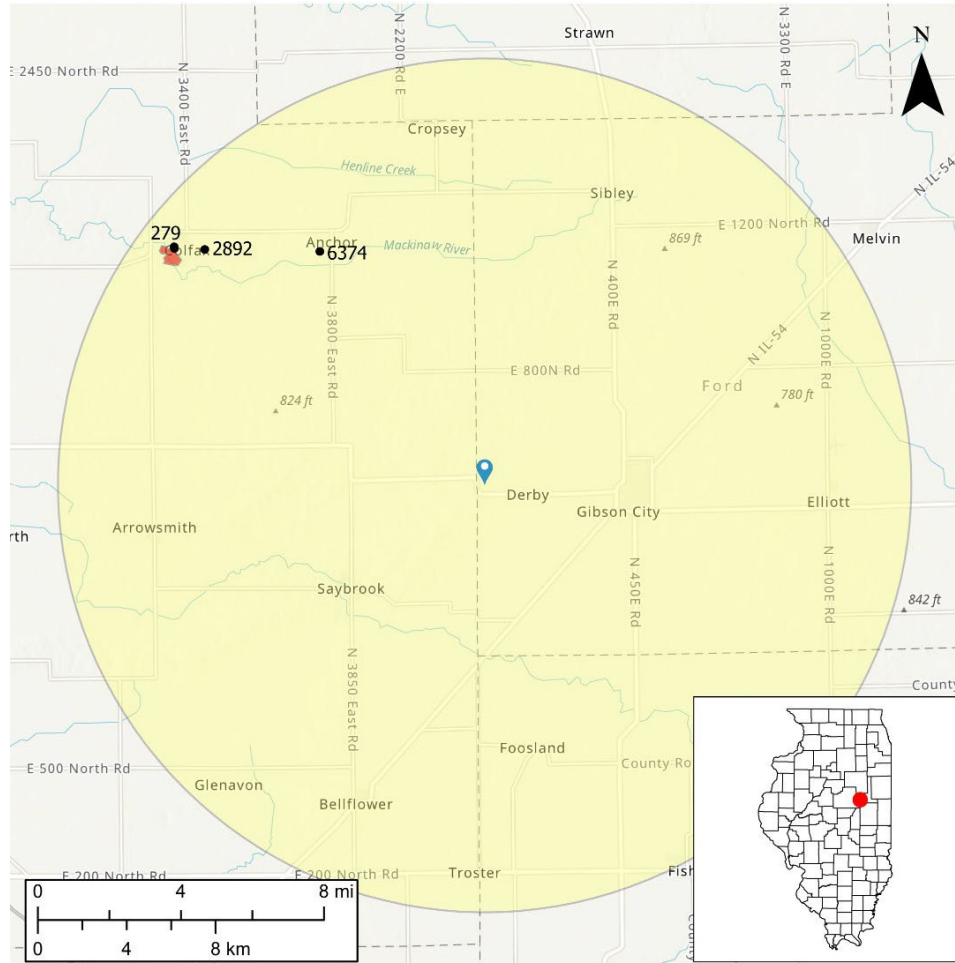 Strawn
N
E 2450 North Rd
N 3400 East Rd
N 2200 Rd E
N 3300 Rd E
N IL-54
Cropsey
Henline Creek
Sibley
E 1200 North Rd
869 ft
Melvin
279
olfa
2892
Anchor
6374
Mackinaw River
N 400E Rd
N 3800 East Rd
N 1000E Rd
N IL-54
E 800N Rd
Ford
824 ft
780 ft
Derby
Gibson City
Elliott
Arrowsmith
rth
Saybrook
N 450E Rd
N 1000E Rd
842 ft
N 3850 East Rd
County
Foosland
County Ro
E 500 North Rd
Glenavon
Bellflower
E 200 North Rd
E 200 North Rd
Troster
Fish
County
0 4 8 mi
0 4 8 km